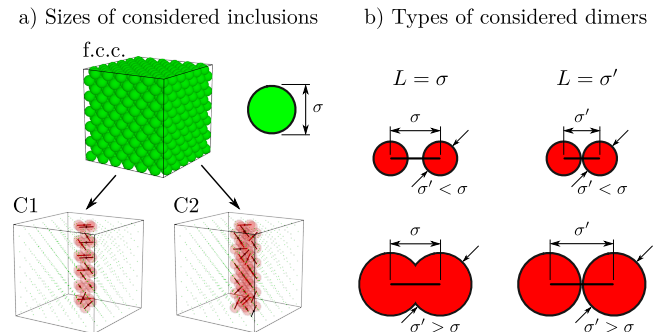 a) Sizes of considered inclusions
f.c.c.
σ
C1
C2
b) Types of considered dimers
L = σ
L = σ′
σ
σ′
σ′ < σ
σ′ < σ
σ
σ′
σ′ > σ
σ′ > σ